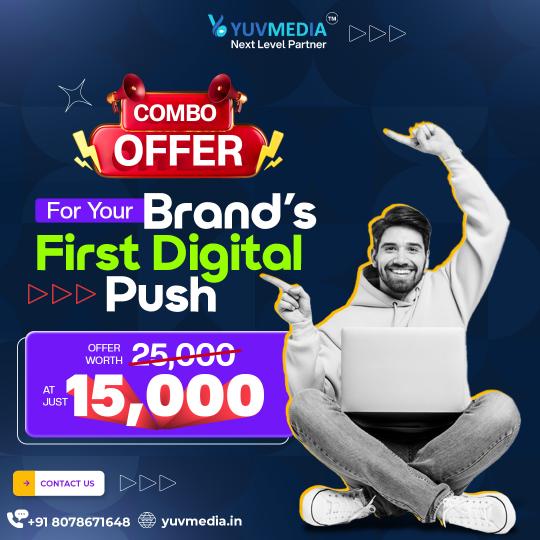 YUVMEDIA™
Next Level Partner
COMBO
OFFER
For Your Brand's
First Digital
Push
OFFER WORTH 25,000
AT JUST 15,000
CONTACT US
+91 8078671648 yuvmedia.in